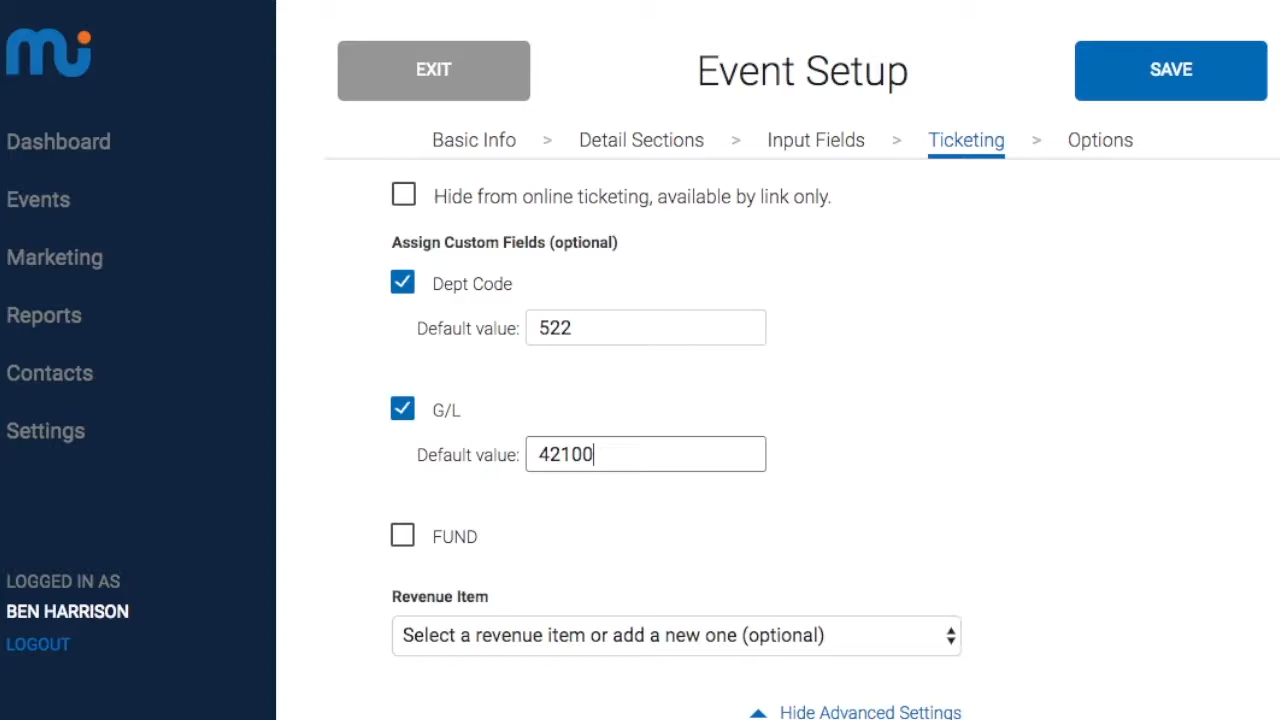 mi
Dashboard
Events
Marketing
Reports
Contacts
Settings
LOGGED IN AS
BEN HARRISON
LOGOUT
EXIT
Event Setup
SAVE
Basic Info > Detail Sections > Input Fields > Ticketing > Options
Hide from online ticketing, available by link only.
Assign Custom Fields (optional)
Dept Code
Default value: 522
G/L
Default value: 42100
FUND
Revenue Item
Select a revenue item or add a new one (optional)
Hide Advanced Settings